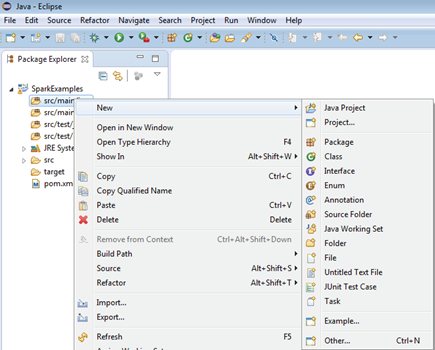 Java - Eclipse
File Edit Source Refactor Navigate Search Project Run Window Help
Package Explorer
SparkExamples
src/main
src/main
src/test/
src/test/
JRE System
src
target
pom.xm
New
Open in New Window
Open Type Hierarchy F4
Show In Alt+Shift+W
Copy Ctrl+C
Copy Qualified Name
Paste Ctrl+V
Delete Delete
Remove from Context Ctrl+Alt+Shift+Down
Build Path
Source Alt+Shift+S
Refactor Alt+Shift+T
Import...
Export...
Refresh F5
Java Project
Project...
Package
Class
Interface
Enum
Annotation
Source Folder
Java Working Set
Folder
File
Untitled Text File
JUnit Test Case
Task
Example...
Other... Ctrl+N